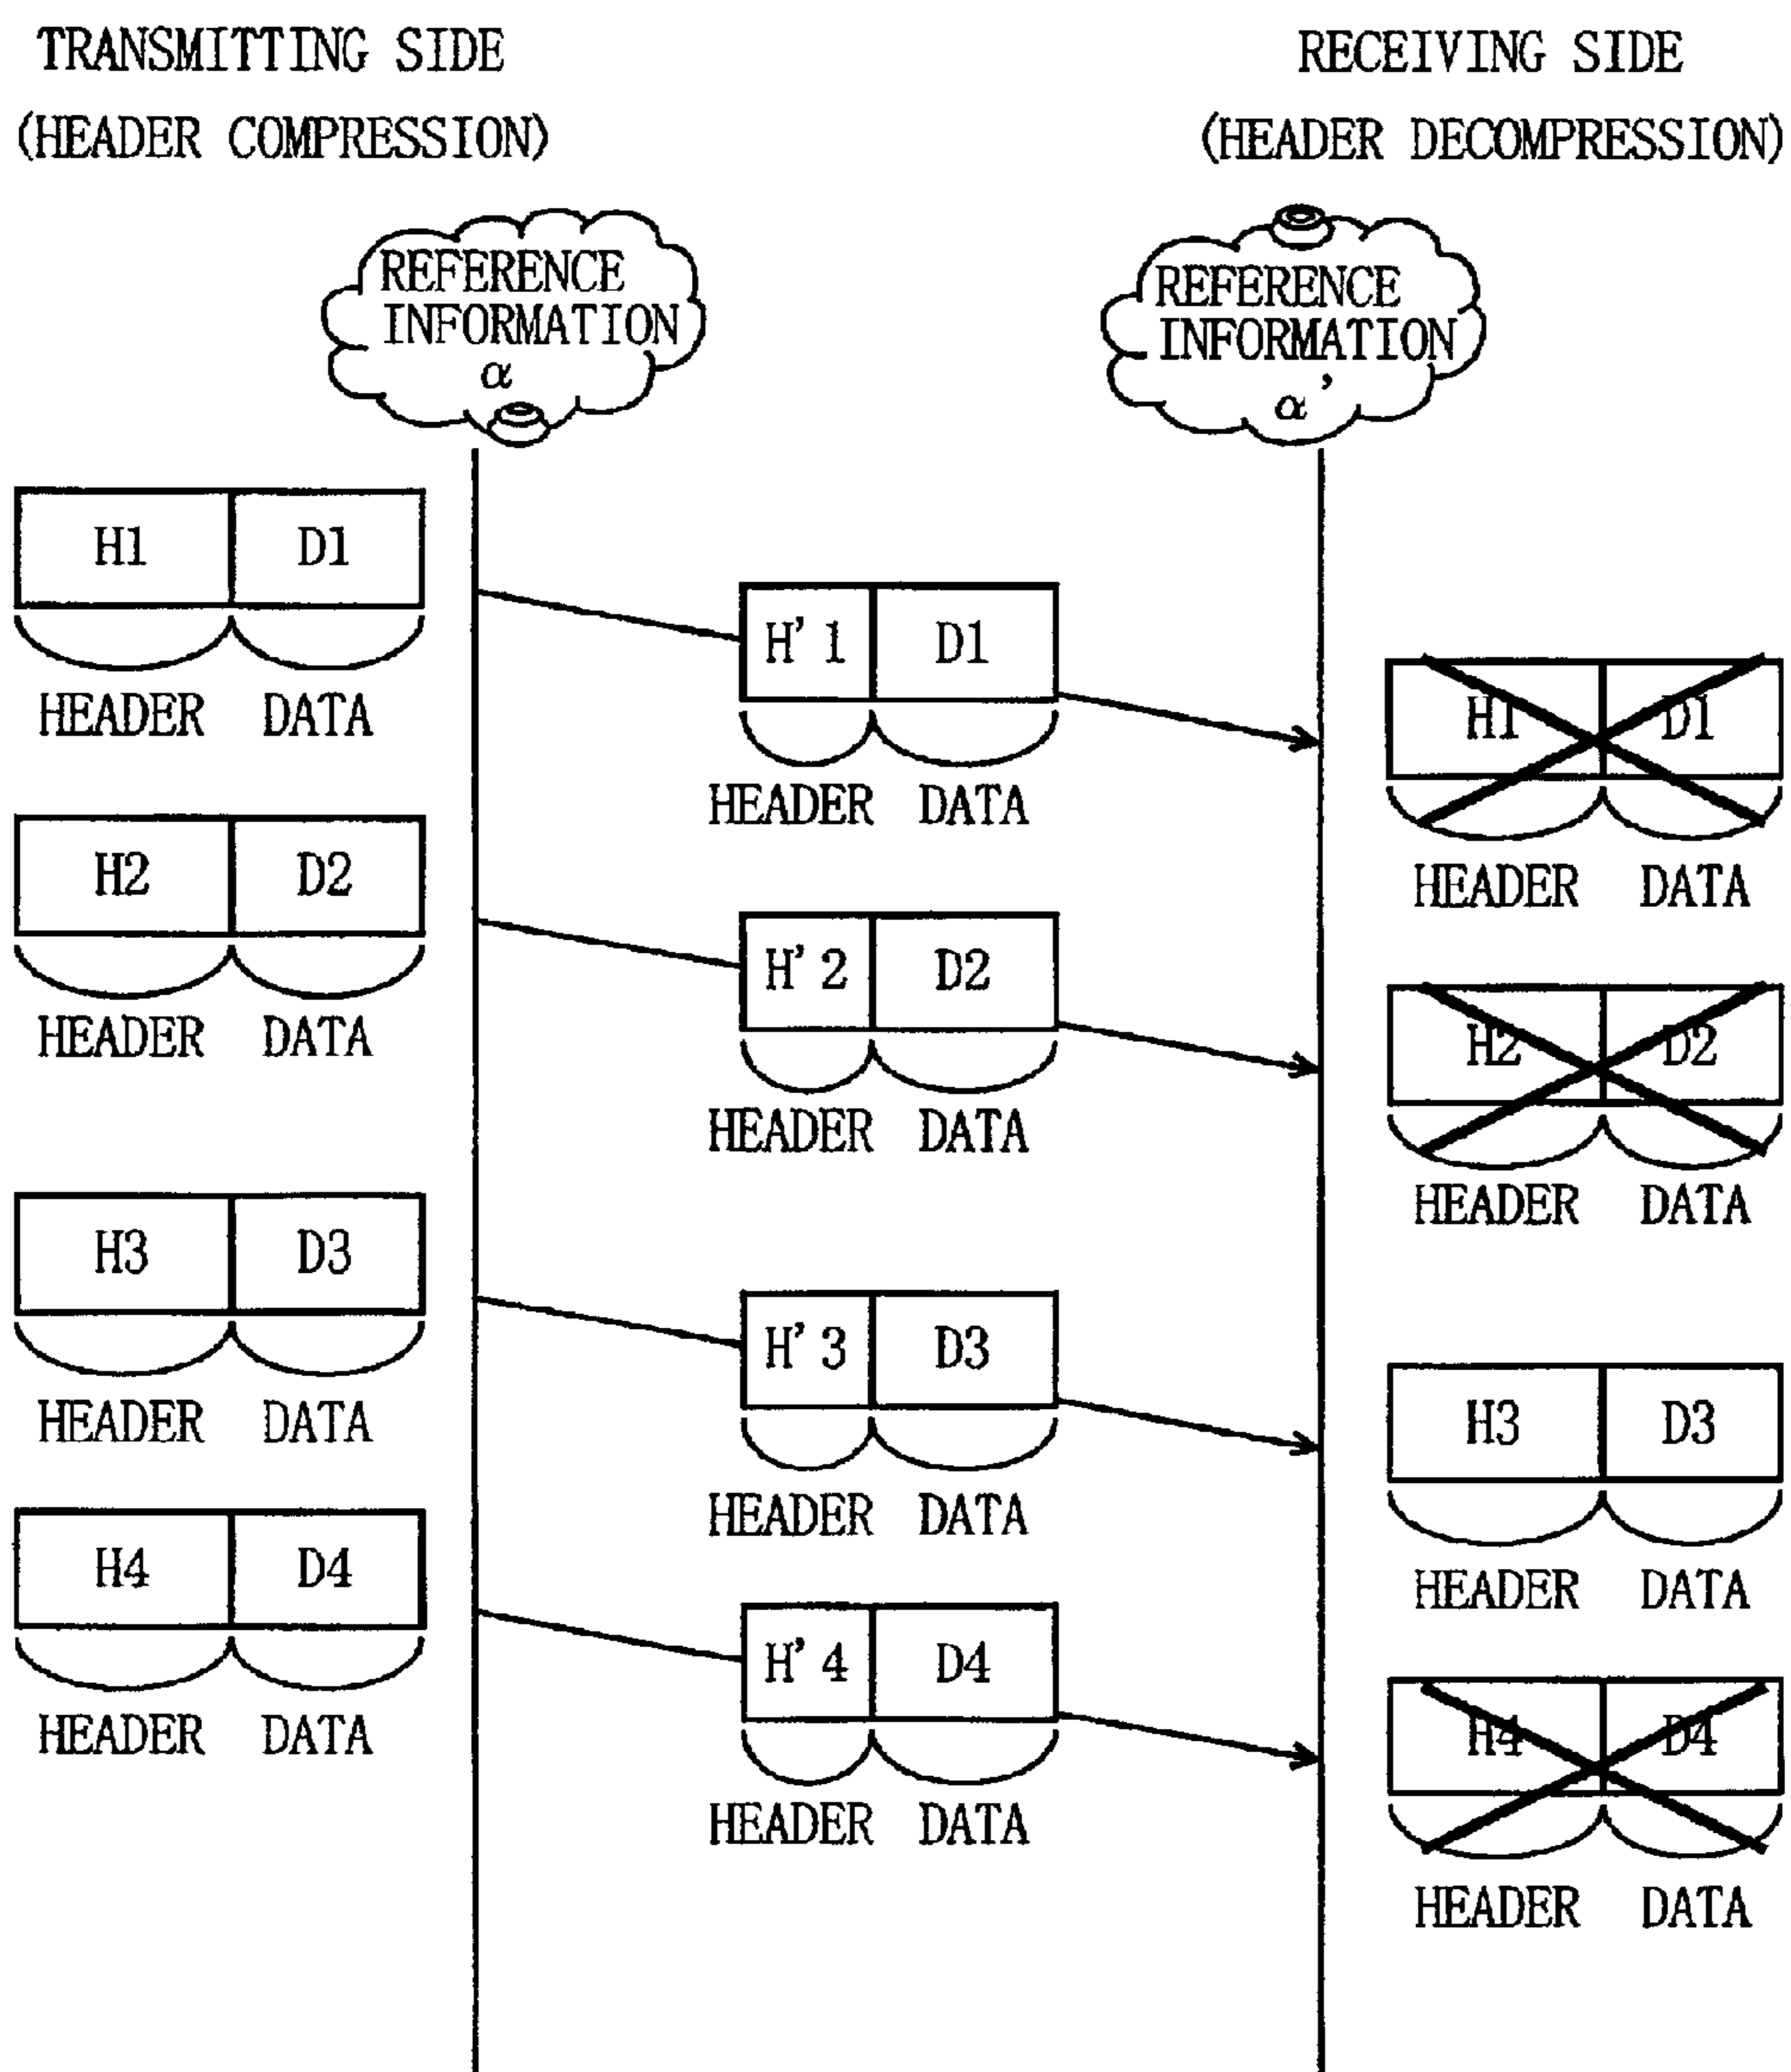 TRANSMITTING SIDE
(HEADER COMPRESSION)
RECEIVING SIDE
(HEADER DECOMPRESSION)
REFERENCE
INFORMATION
α
REFERENCE
INFORMATION
α'
H1 D1
HEADER DATA
H'1 D1
HEADER DATA
H1 D1
HEADER DATA
H2 D2
HEADER DATA
H'2 D2
HEADER DATA
H2 D2
HEADER DATA
H3 D3
HEADER DATA
H'3 D3
HEADER DATA
H3 D3
HEADER DATA
H4 D4
HEADER DATA
H'4 D4
HEADER DATA
H4 D4
HEADER DATA